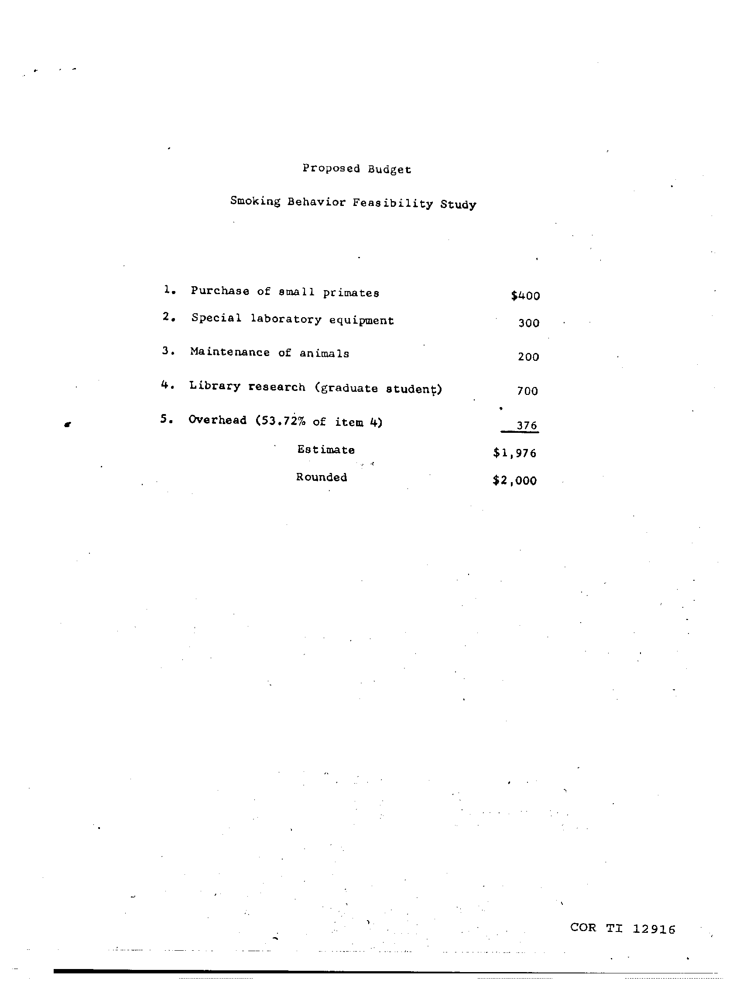 Proposed Budget
Smoking Behavior Feasibility Study
1. Purchase of small primates $400
2. Special laboratory equipment 300
3. Maintenance of animals 200
4. Library research (graduate student) 700
5. Overhead (53.72% of item 4) 376
Estimate $1,976
Rounded $2,000
COR TI 12916